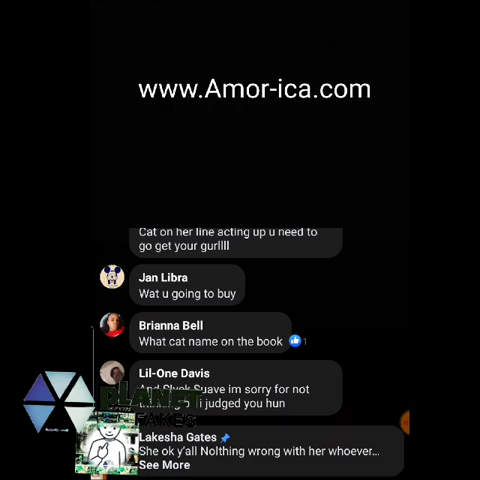 www.Amor-ica.com
Cat on her line acting up u need to
go get your gurllll
Jan Libra
Wat u going to buy
Brianna Bell
What cat name on the book 1
Lil-One Davis
And Suave im sorry for not
i judged you hun
PLANET
FAKES
Lakesha Gates
She ok y'all Nolthing wrong with her whoever...
See More